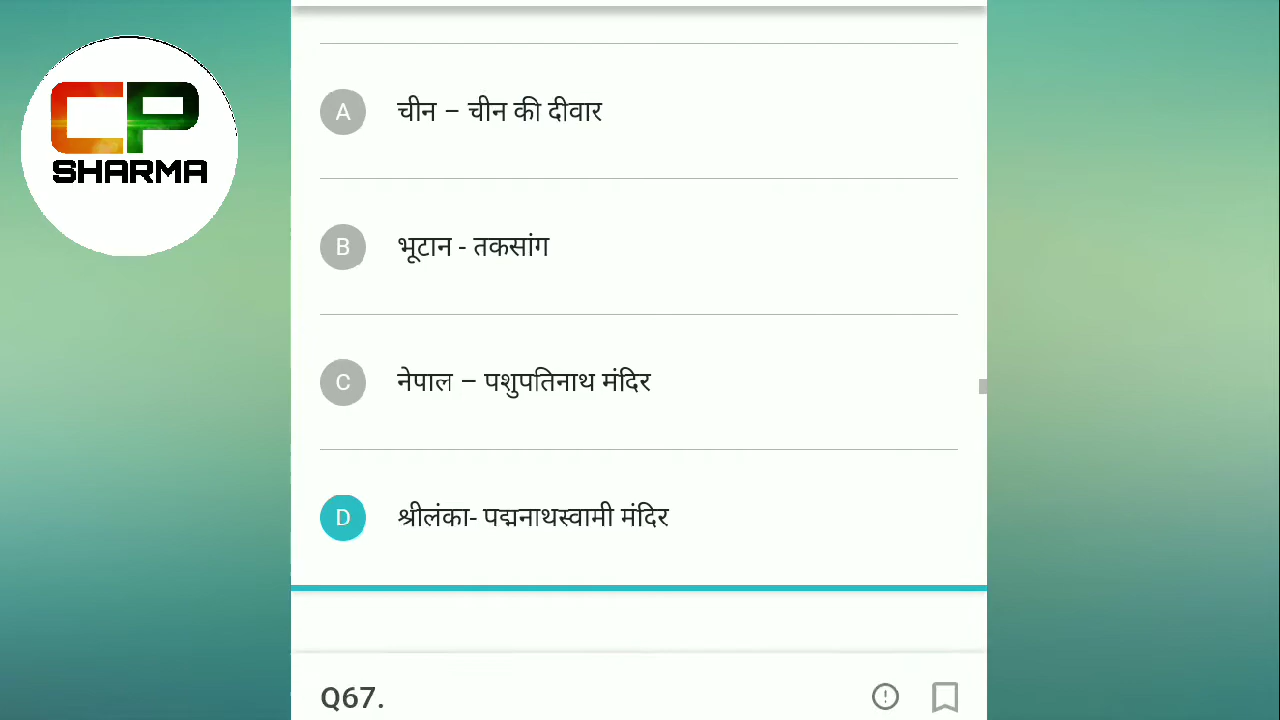 CP
SHARMA
A चीन – चीन की दीवार
B भूटान - तकसांग
C नेपाल – पशुपतिनाथ मंदिर
D श्रीलंका- पद्मनाथस्वामी मंदिर
Q67.